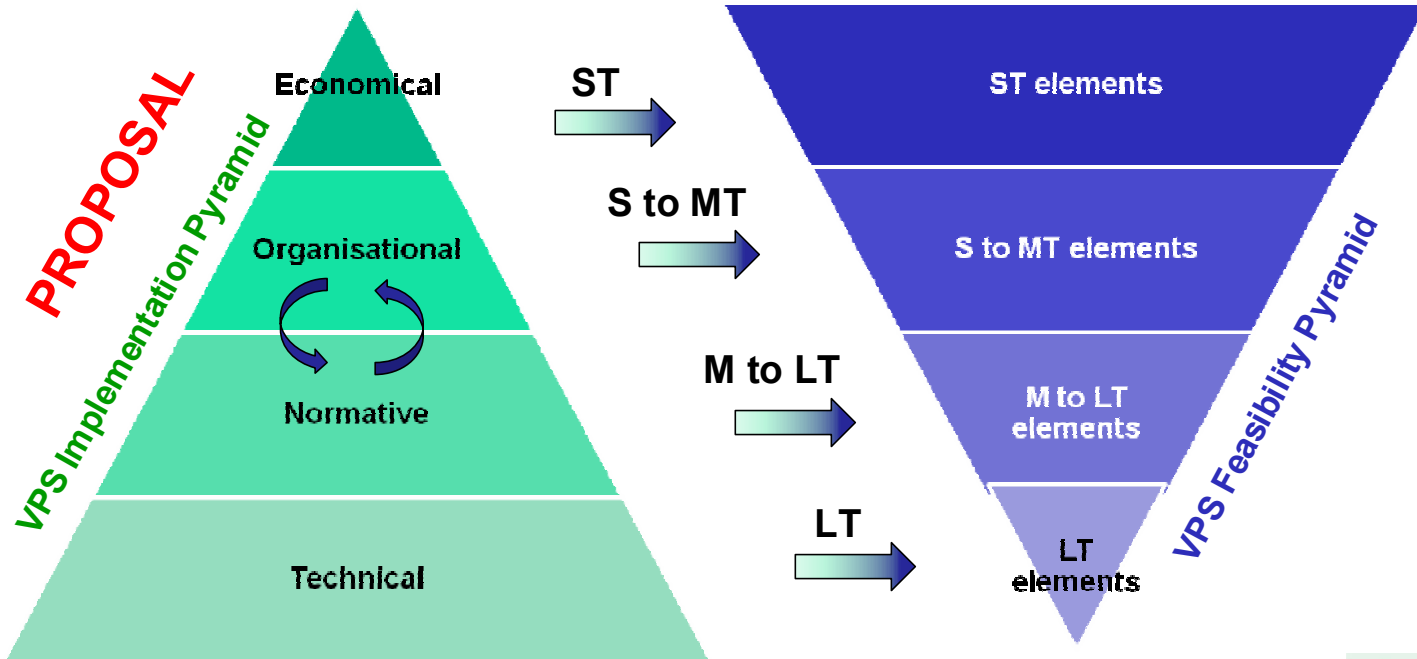 PROPOSAL
VPS Implementation Pyramid
Economical
Organisational
Normative
Technical
ST
S to MT
M to LT
LT
ST elements
S to MT elements
M to LT
elements
LT
elements
VPS Feasibility Pyramid